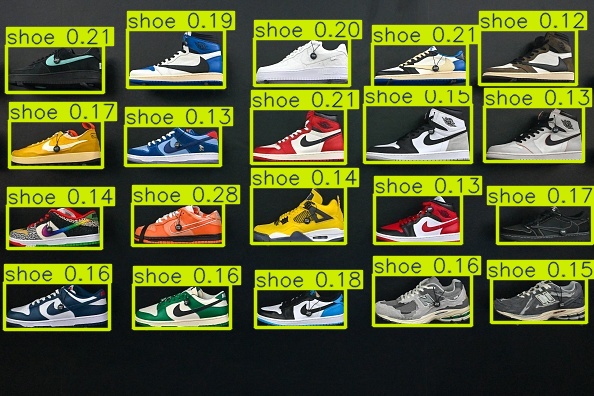 shoe 0.21
shoe 0.19
shoe 0.20
shoe 0.21
shoe 0.12
shoe 0.17
shoe 0.13
shoe 0.21
shoe 0.15
shoe 0.13
shoe 0.14
shoe 0.28
shoe 0.14
shoe 0.13
shoe 0.17
shoe 0.16
shoe 0.16
shoe 0.18
shoe 0.16
shoe 0.15